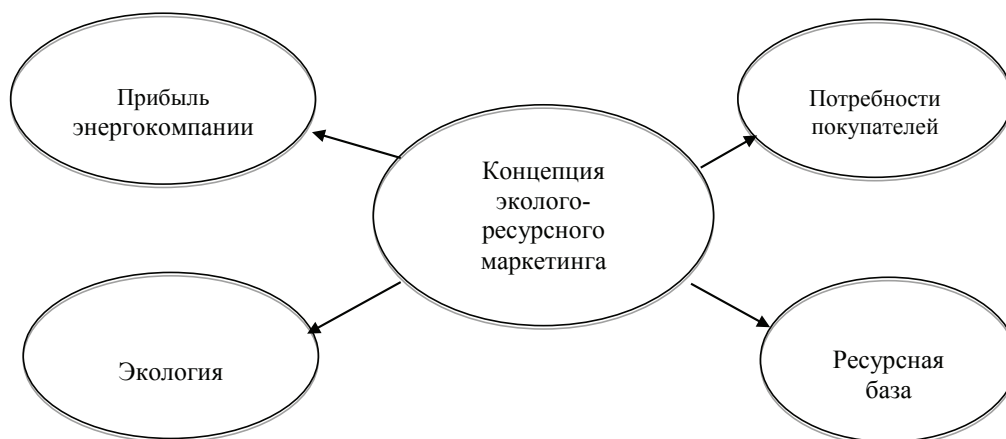 Прибыль
энергокомпании
Потребности
покупателей
Концепция
эколого-
ресурсного
маркетинга
Экология
Ресурсная
база